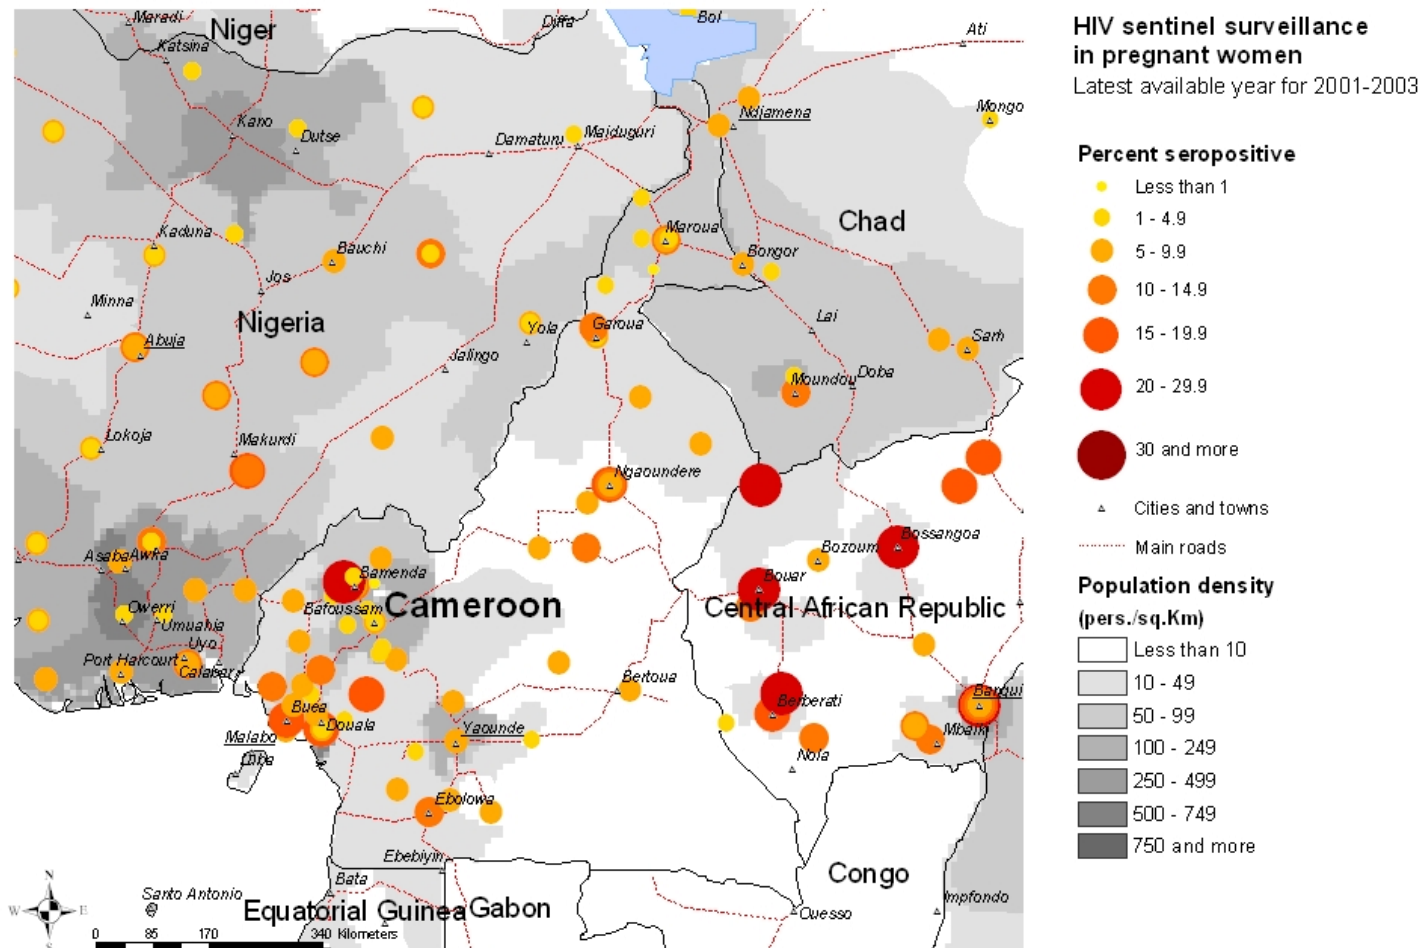 HIV sentinel surveillance
in pregnant women
Latest available year for 2001-2003
Percent seropositive
Less than 1
1 - 4.9
5 - 9.9
10 - 14.9
15 - 19.9
20 - 29.9
30 and more
Cities and towns
Main roads
Population density
(pers./sq.Km)
Less than 10
10 - 49
50 - 99
100 - 249
250 - 499
500 - 749
750 and more
Maradi
Niger
Diffa
Bol
Ati
Katsina
Kano
Dutse
Damaturu
Maiduguri
Ndjamena
Mongo
Kaduna
Bauchi
Maroua
Chad
Bongor
Jos
Minna
Nigeria
Abuja
Yola
Garoua
Lai
Sarh
Jalingo
Moundou
Doba
Lokoja
Makurdi
Ngaoundere
Asaba
Awka
Bamenda
Bozoum
Bossangoa
Bouar
Owerri
Umuahia
Bafoussam
Cameroon
Central African Republic
Uyo
Port Harcourt
Calabar
Bertoua
Berberati
Bangui
Buea
Douala
Yaounde
Mbaiki
Malabo
Luba
Nola
Ebolowa
Ebebiyin
Bata
Congo
Santo Antonio
Equatorial Guinea
Gabon
Ouesso
Impfondo
N
W
E
S
0 85 170 340 Kilometers